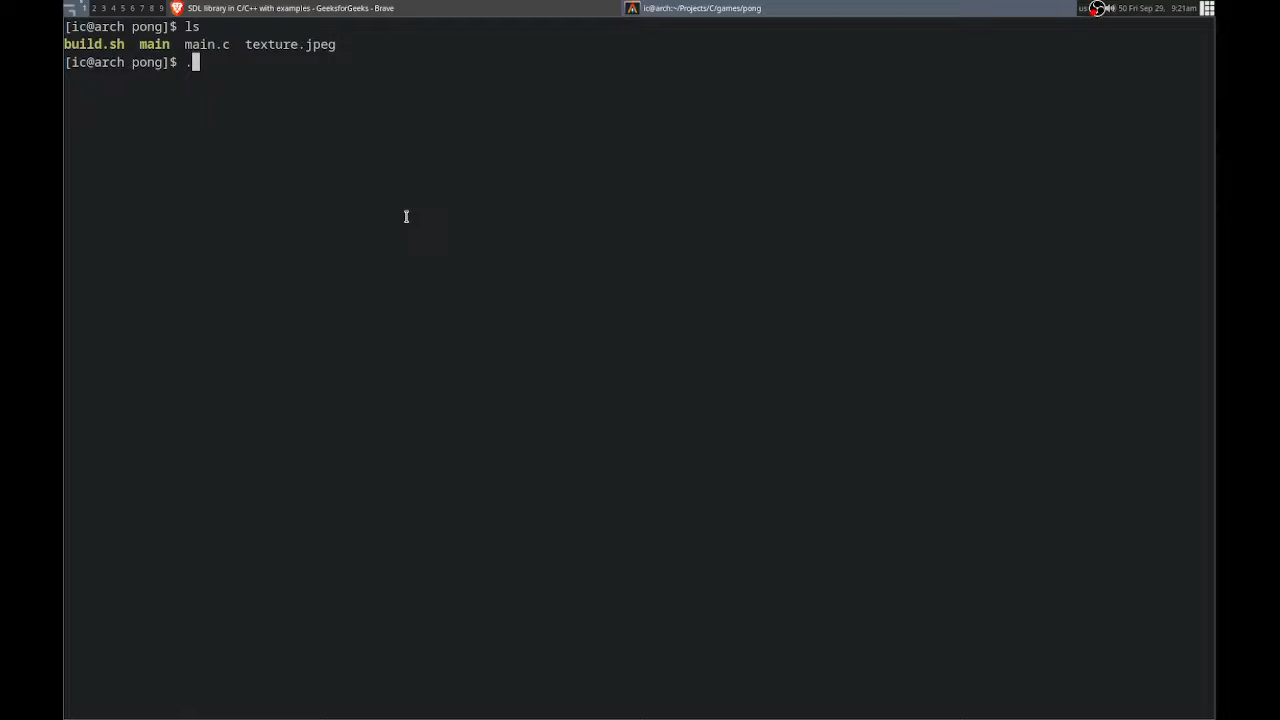 1 2 3 4 5 6 7 8 9 SDL library in C/C++ with examples - GeeksforGeeks - Brave ic@arch:~/Projects/C/games/pong us 50 Fri Sep 29, 9:21am
[ic@arch pong]$ ls
build.sh main main.c texture.jpeg
[ic@arch pong]$ .